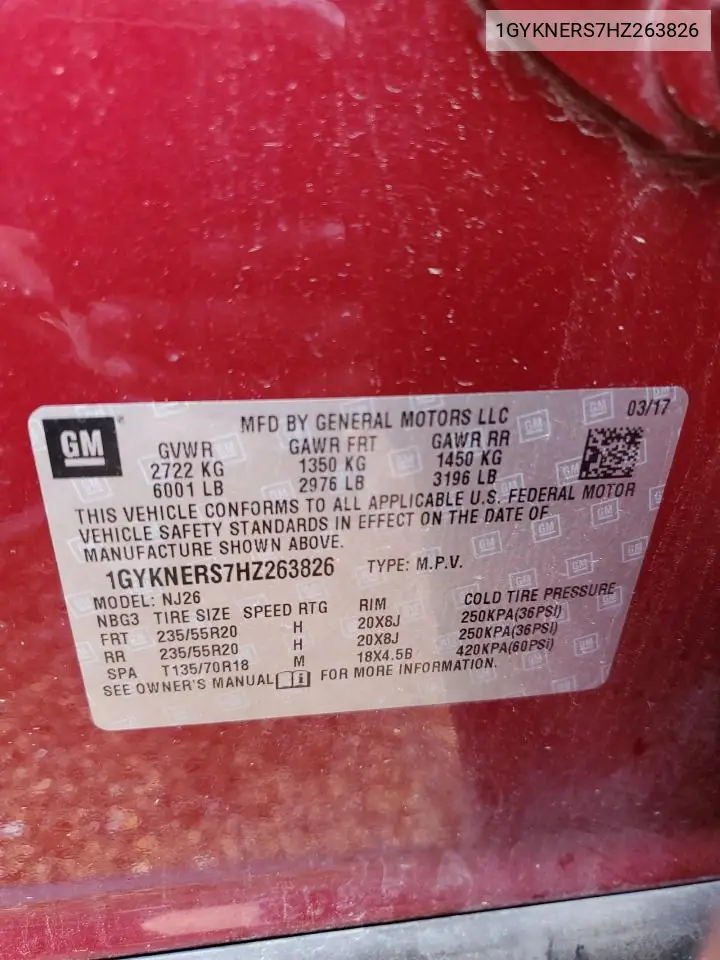 1GYKNERS7HZ263826
GM
MFD BY GENERAL MOTORS LLC 03/17
GVWR GAWR FRT GAWR RR
2722 KG 1350 KG 1450 KG
6001 LB 2976 LB 3196 LB
THIS VEHICLE CONFORMS TO ALL APPLICABLE U.S. FEDERAL MOTOR
VEHICLE SAFETY STANDARDS IN EFFECT ON THE DATE OF
MANUFACTURE SHOWN ABOVE.
1GYKNERS7HZ263826 TYPE: M.P.V.
MODEL: NJ26
NBG3 TIRE SIZE SPEED RTG RIM COLD TIRE PRESSURE
FRT 235/55R20 H 20X8J 250KPA(36PSI)
RR 235/55R20 H 20X8J 250KPA(36PSI)
SPA T135/70R18 M 18X4.5B 420KPA(60PSI)
SEE OWNER'S MANUAL FOR MORE INFORMATION.